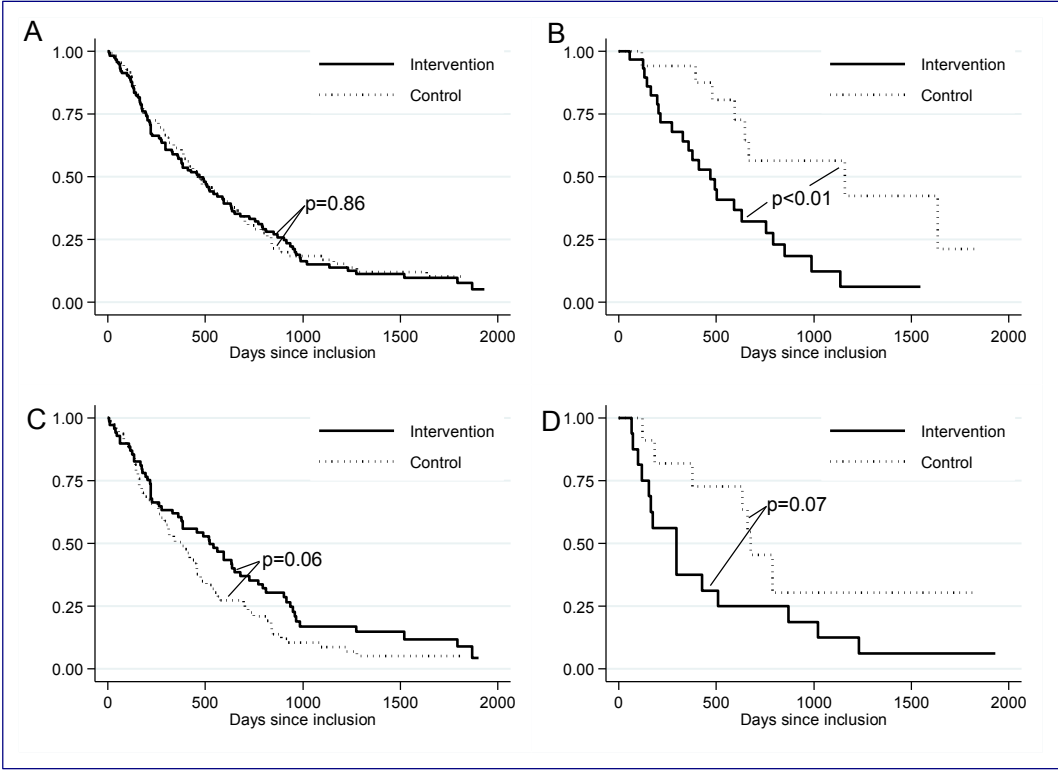 A
1.00
0.75
0.50
0.25
0.00
Intervention
Control
p=0.86
0 500 1000 1500 2000
Days since inclusion
B
1.00
0.75
0.50
0.25
0.00
Intervention
Control
p<0.01
0 500 1000 1500 2000
Days since inclusion
C
1.00
0.75
0.50
0.25
0.00
Intervention
Control
p=0.06
0 500 1000 1500 2000
Days since inclusion
D
1.00
0.75
0.50
0.25
0.00
Intervention
Control
p=0.07
0 500 1000 1500 2000
Days since inclusion